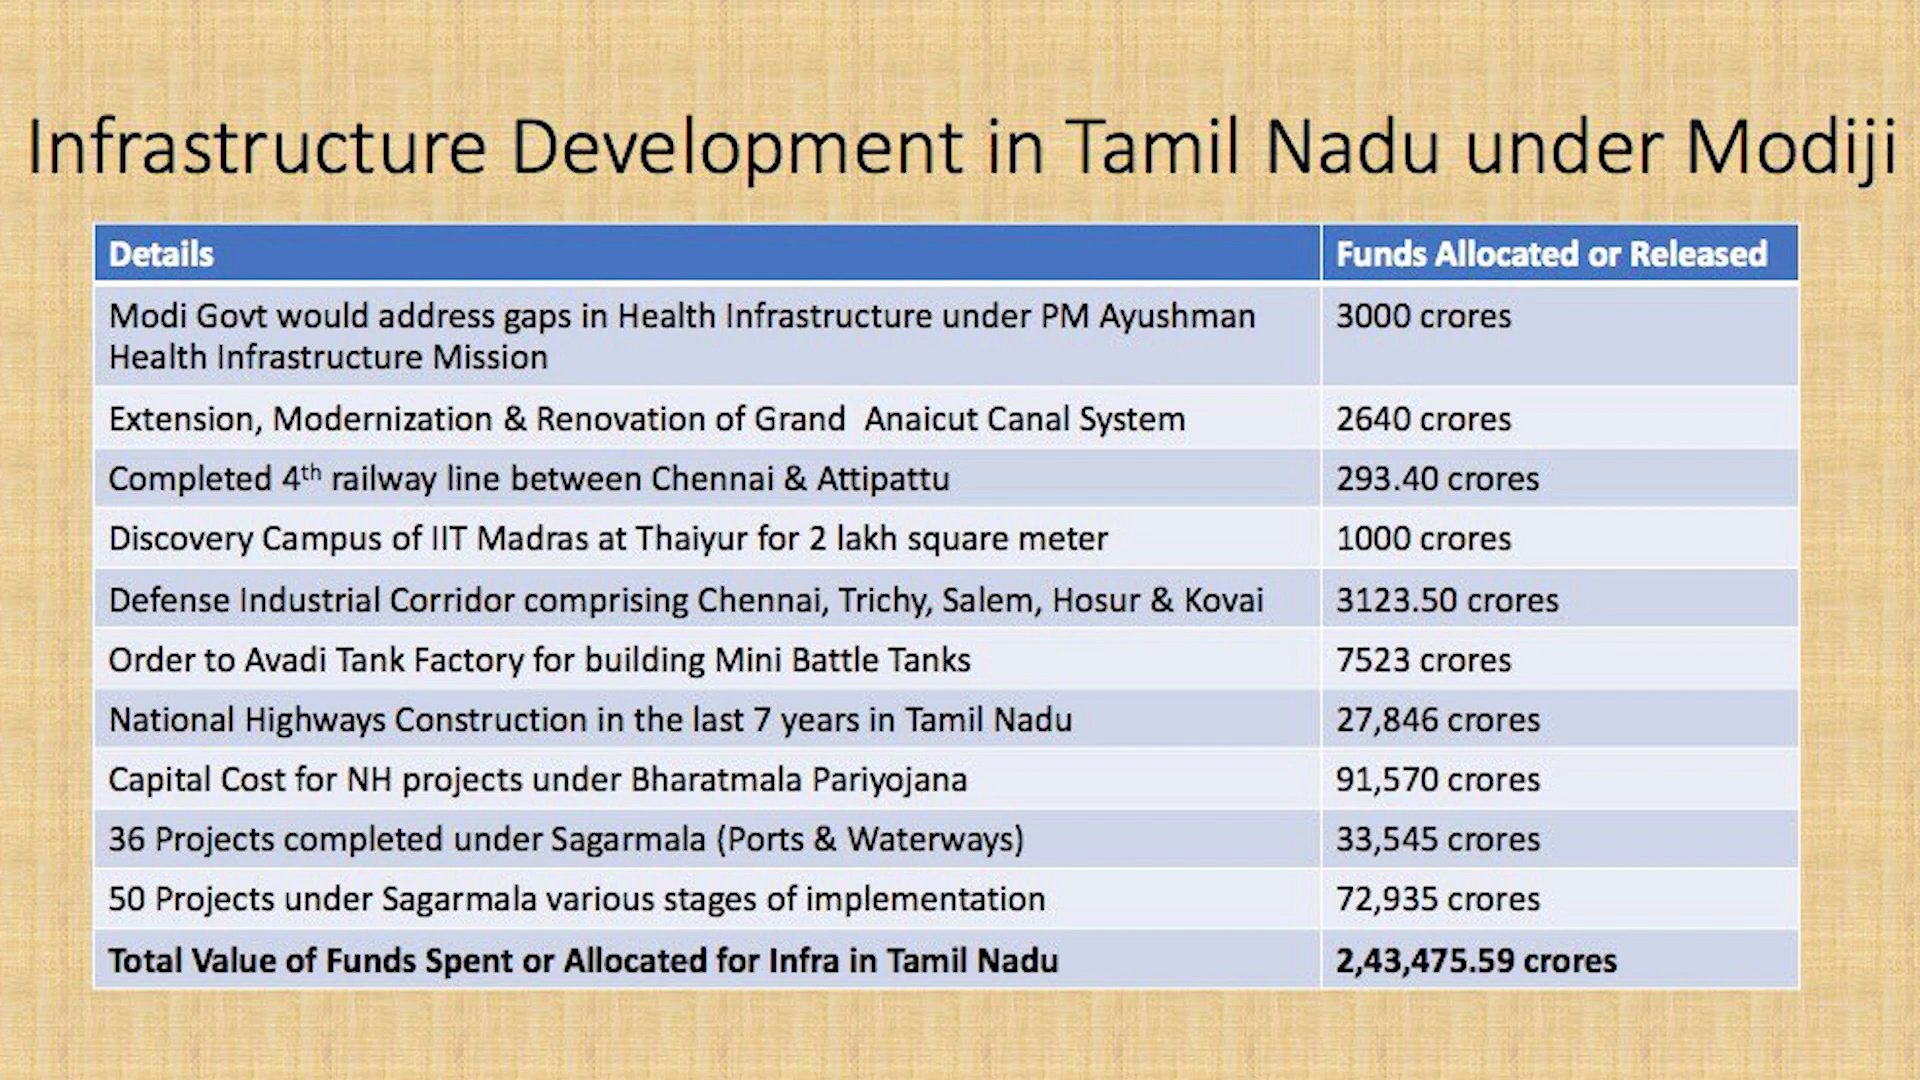 Infrastructure Development in Tamil Nadu under Modiji
Details Funds Allocated or Released
Modi Govt would address gaps in Health Infrastructure under PM Ayushman 3000 crores
Health Infrastructure Mission
Extension, Modernization & Renovation of Grand Anaicut Canal System 2640 crores
Completed 4th railway line between Chennai & Attipattu 293.40 crores
Discovery Campus of IIT Madras at Thaiyur for 2 lakh square meter 1000 crores
Defense Industrial Corridor comprising Chennai, Trichy, Salem, Hosur & Kovai 3123.50 crores
Order to Avadi Tank Factory for building Mini Battle Tanks 7523 crores
National Highways Construction in the last 7 years in Tamil Nadu 27,846 crores
Capital Cost for NH projects under Bharatmala Pariyojana 91,570 crores
36 Projects completed under Sagarmala (Ports & Waterways) 33,545 crores
50 Projects under Sagarmala various stages of implementation 72,935 crores
Total Value of Funds Spent or Allocated for Infra in Tamil Nadu 2,43,475.59 crores